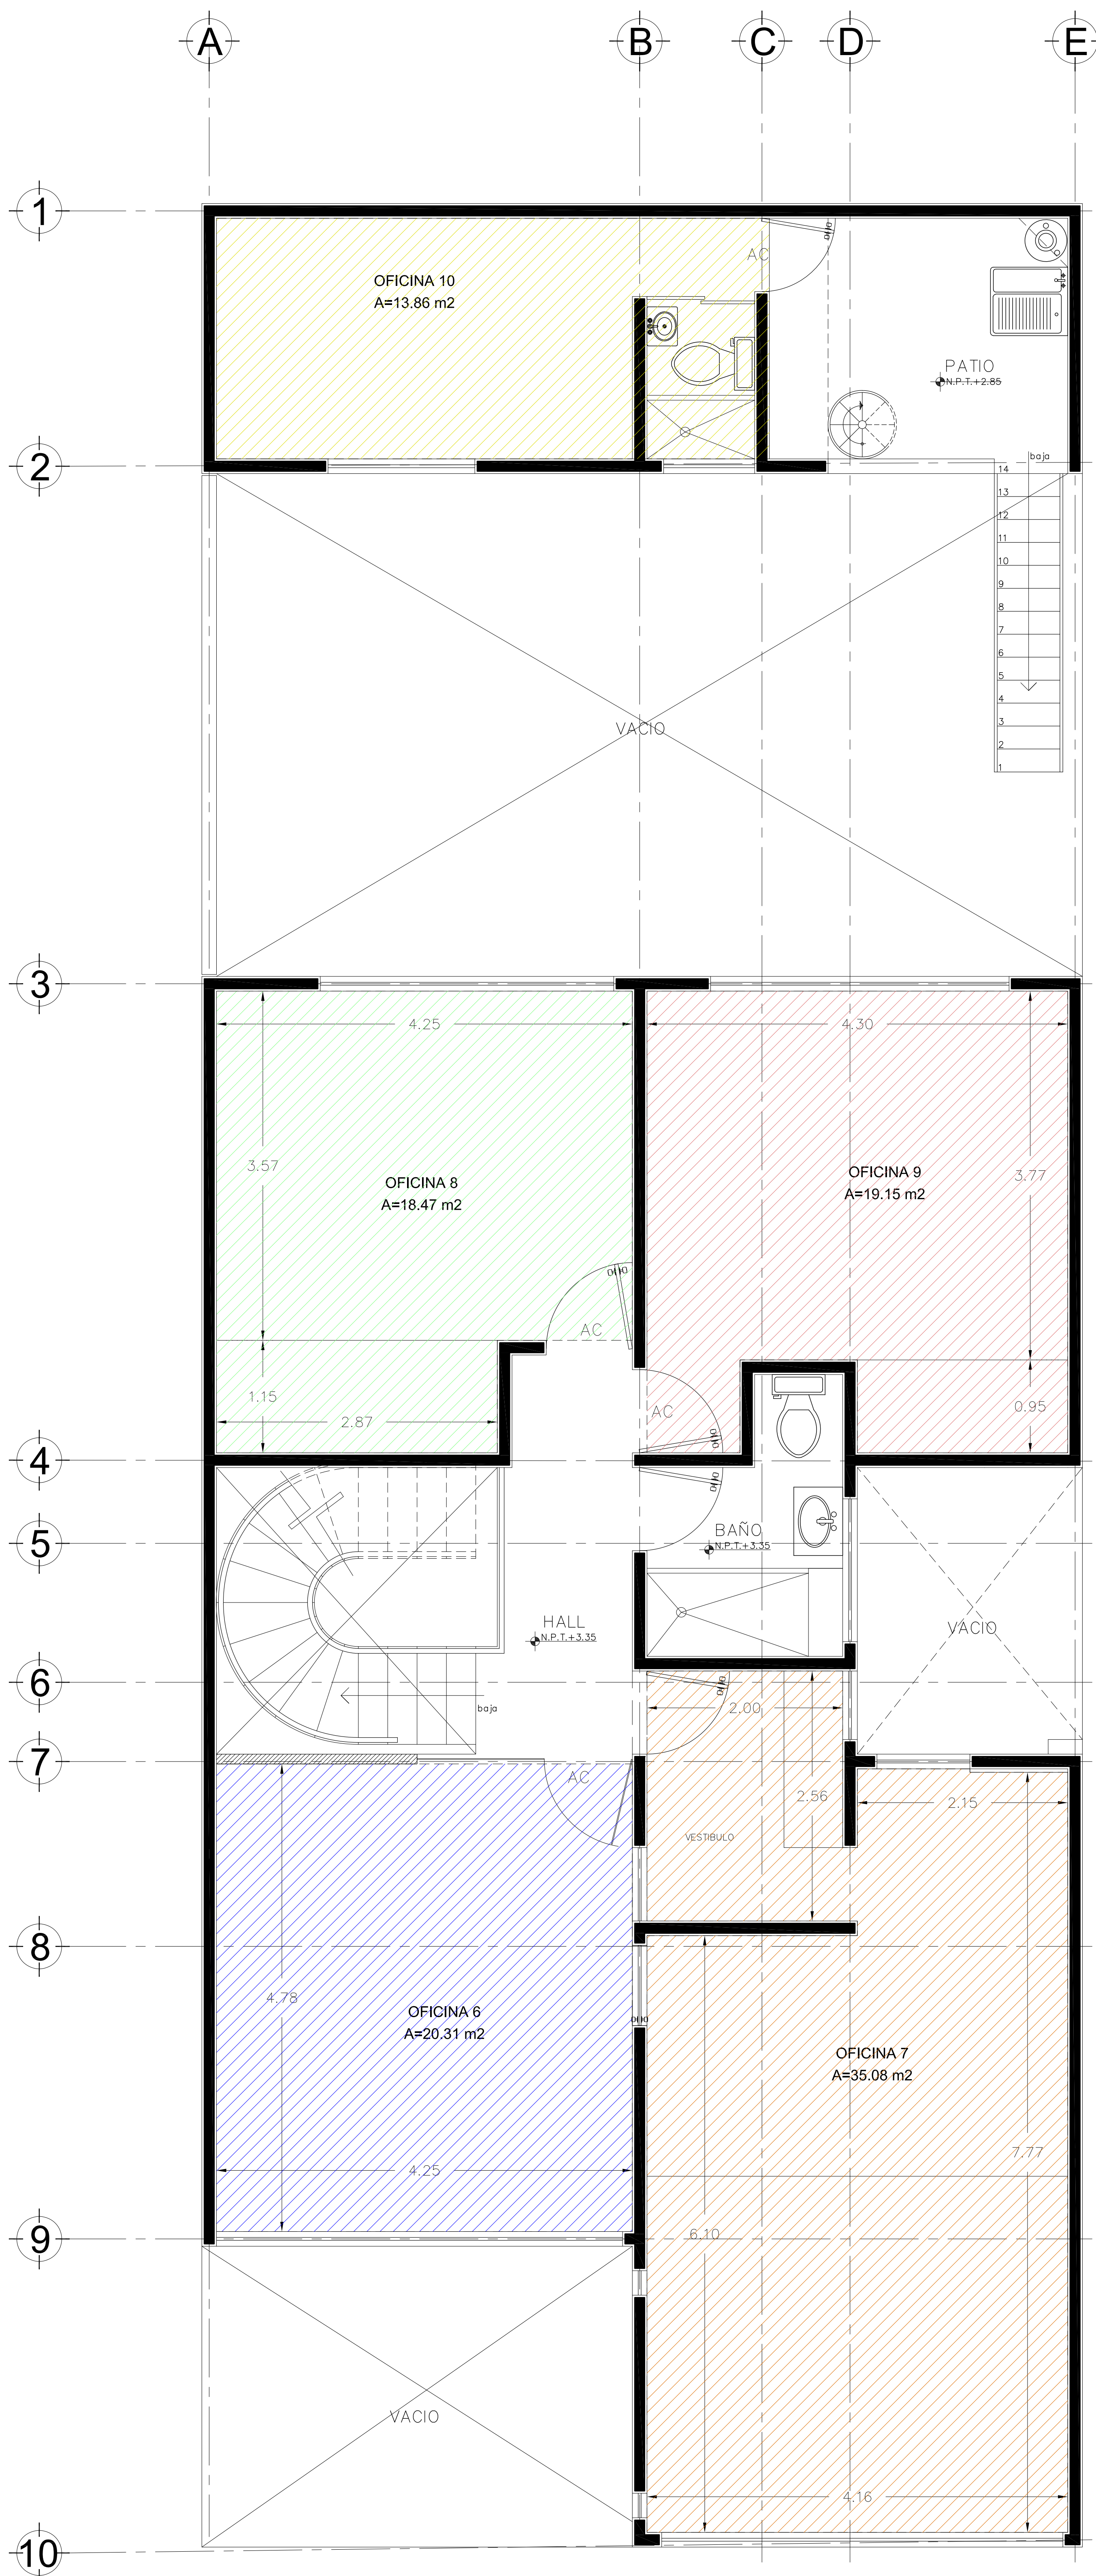 A
B
C
D
E
1
OFICINA 10
A=13.86 m2
AC
PATIO
N.P.T.+2.85
2
baja
14
13
12
11
10
9
8
7
6
5
4
3
2
1
VACIO
3
4.25
4.30
3.57
3.77
OFICINA 8
A=18.47 m2
OFICINA 9
A=19.15 m2
AC
1.15
2.87
AC
0.95
4
5
BAÑO
N.P.T.+3.35
HALL
N.P.T.+3.35
VACIO
6
baja
2.00
7
AC
2.56
2.15
VESTIBULO
8
4.78
OFICINA 6
A=20.31 m2
OFICINA 7
A=35.08 m2
7.77
4.25
9
6.10
VACIO
4.16
10